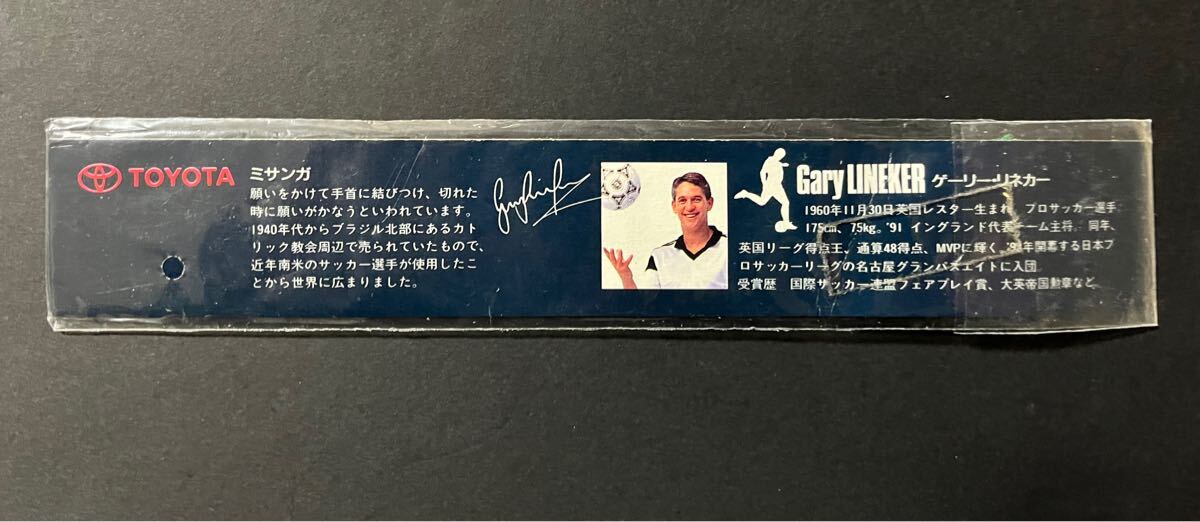 TOYOTA
ミサンガ
願いをかけて手首に結びつけ、切れた
時に願いがかなうといわれています。
1940年代からブラジル北部にあるカト
リック教会周辺で売られていたもので、
近年南米のサッカー選手が使用したこ
とから世界に広まりました。
Gary LINEKER ゲーリー・リネカー
1960年11月30日英国レスター生まれ プロサッカー選手
175cm、75kg。'91 イングランド代表チーム主将。同年、
英国リーグ得点王、通算48得点、MVPに輝く。'93年開幕する日本プ
ロサッカーリーグの名古屋グランパスエイトに入団
受賞歴 国際サッカー連盟フェアプレイ賞、大英帝国勲章など